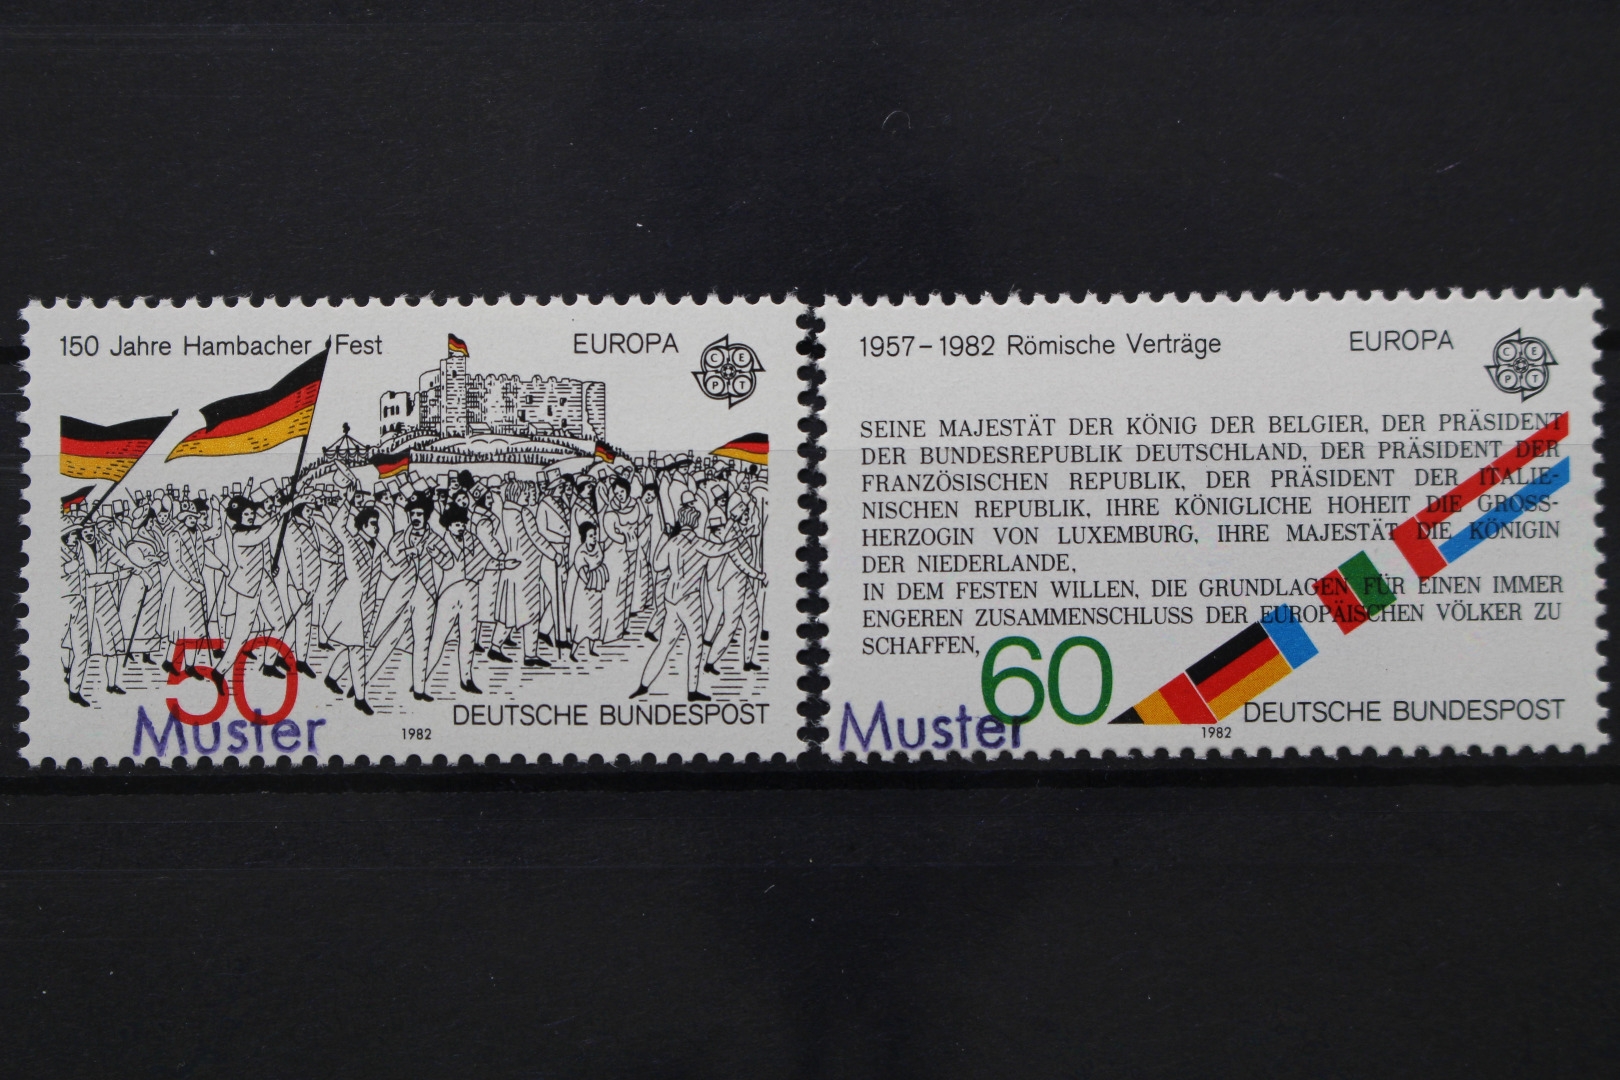 150 Jahre Hambacher Fest
EUROPA
CEPT
50
Muster
1982
DEUTSCHE BUNDESPOST
1957-1982 Römische Verträge
EUROPA
CEPT
SEINE MAJESTÄT DER KÖNIG DER BELGIER, DER PRÄSIDENT
DER BUNDESREPUBLIK DEUTSCHLAND, DER PRÄSIDENT DER
FRANZÖSISCHEN REPUBLIK, DER PRÄSIDENT DER ITALIE-
NISCHEN REPUBLIK, IHRE KÖNIGLICHE HOHEIT DIE GROSS-
HERZOGIN VON LUXEMBURG, IHRE MAJESTÄT DIE KÖNIGIN
DER NIEDERLANDE,
IN DEM FESTEN WILLEN, DIE GRUNDLAGEN FÜR EINEN IMMER
ENGEREN ZUSAMMENSCHLUSS DER EUROPÄISCHEN VÖLKER ZU
SCHAFFEN,
60
Muster
1982
DEUTSCHE BUNDESPOST